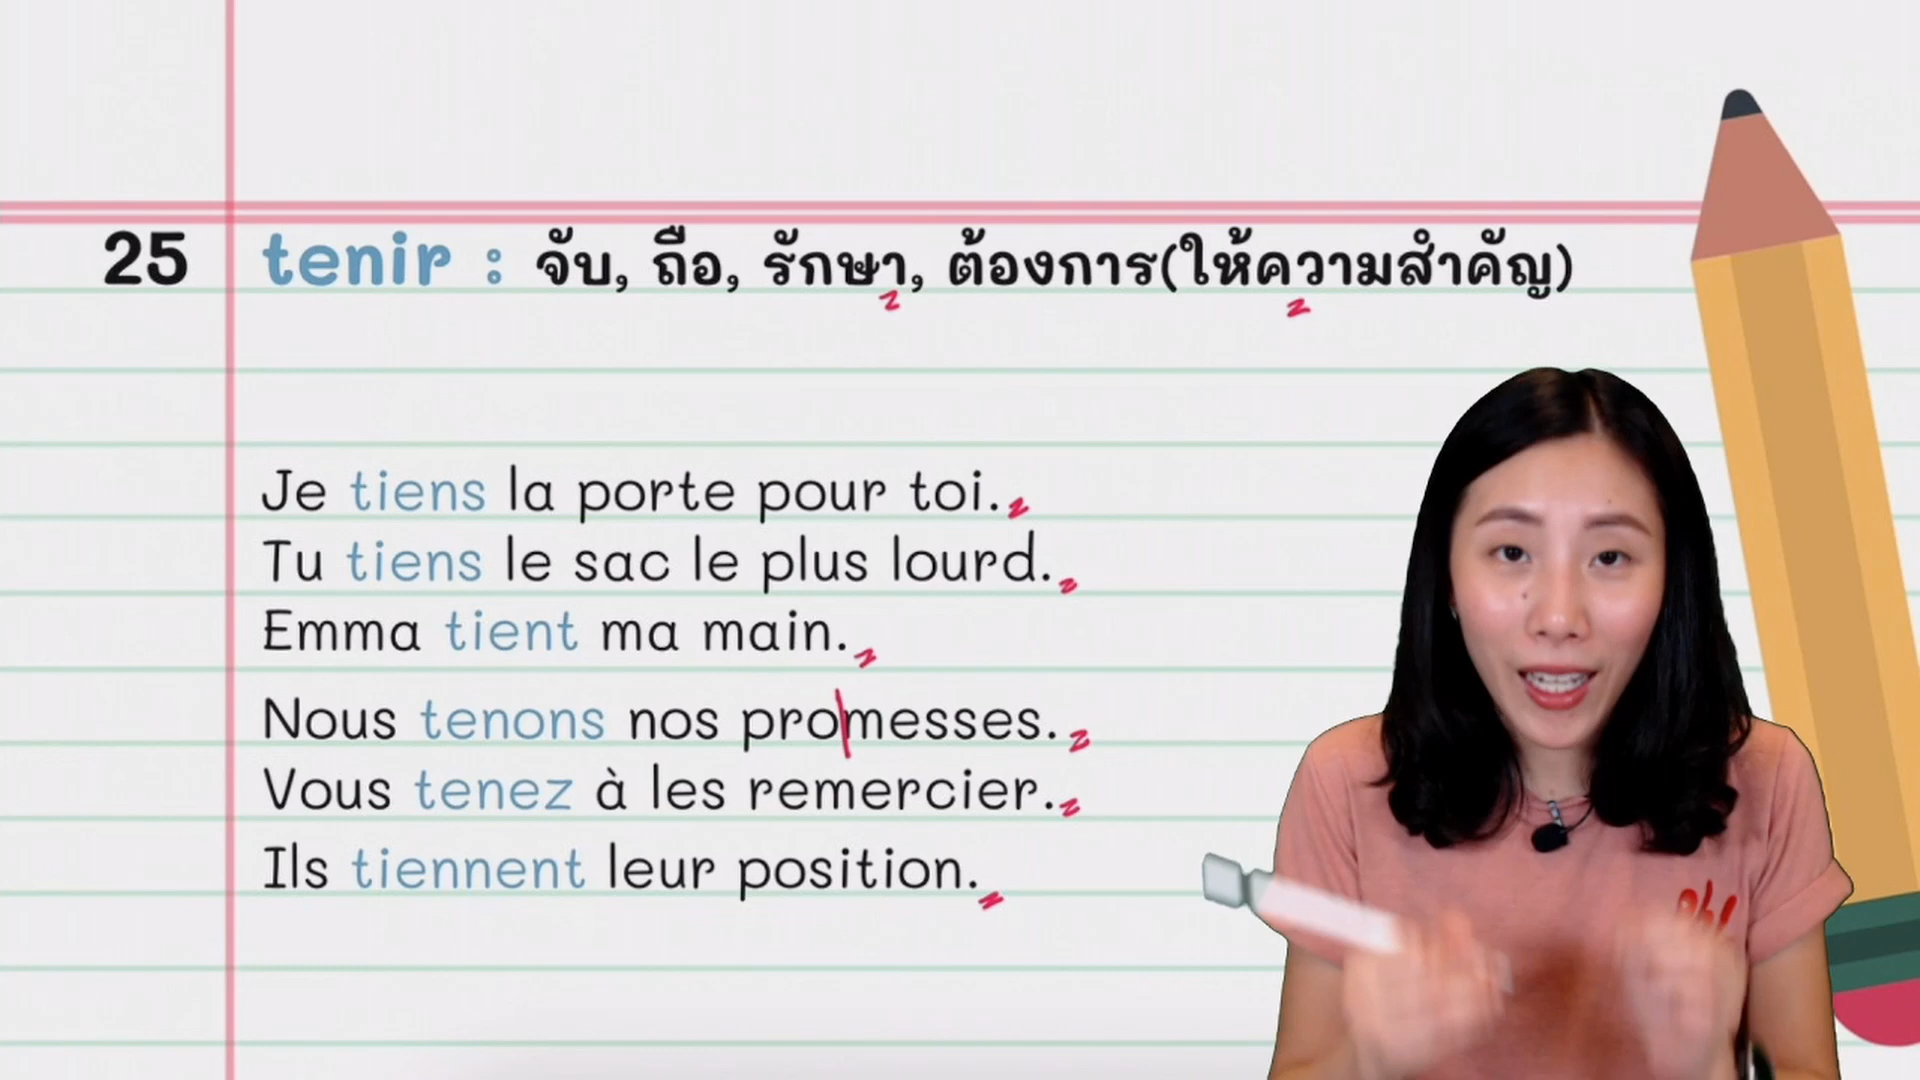 25 tenir : จับ, ถือ, รักษา, ต้องการ(ให้ความสำคัญ)
Je tiens la porte pour toi.
Tu tiens le sac le plus lourd.
Emma tient ma main.
Nous tenons nos promesses.
Vous tenez à les remercier.
Ils tiennent leur position.